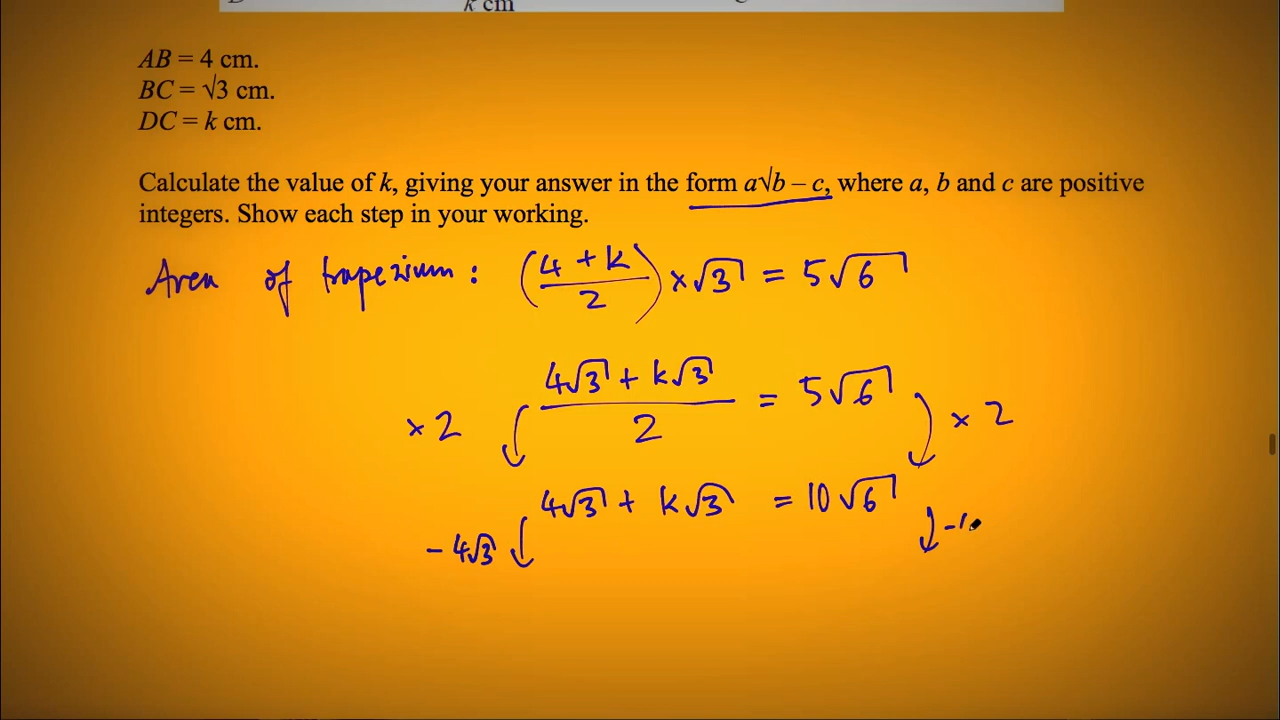 k cm
AB = 4 cm.
BC = √3 cm.
DC = k cm.
Calculate the value of k, giving your answer in the form a√b – c, where a, b and c are positive
integers. Show each step in your working.
Area of trapezium : (4 + k / 2) × √3 = 5√6
4√3 + k√3 / 2 = 5√6
× 2 × 2
4√3 + k√3 = 10√6
- 4√3 -